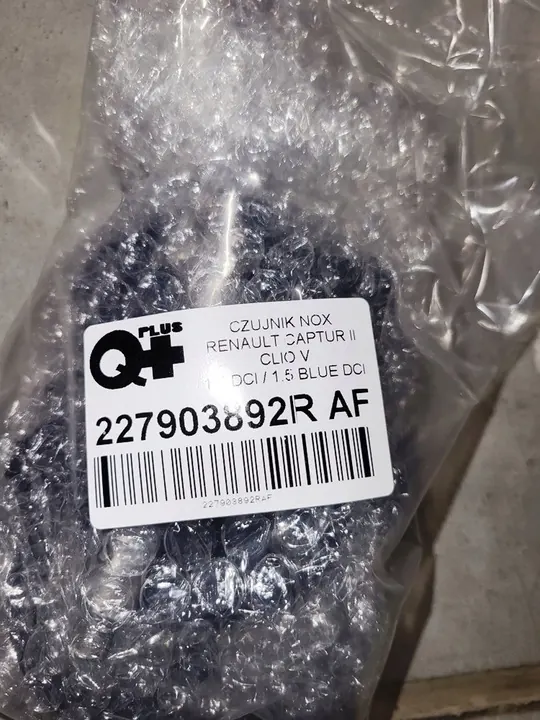 Q+ PLUS
CZUJNIK NOX
RENAULT CAPTUR II
CLIO V
DCI / 1.5 BLUE DCI
227903892R AF
227903892RAF